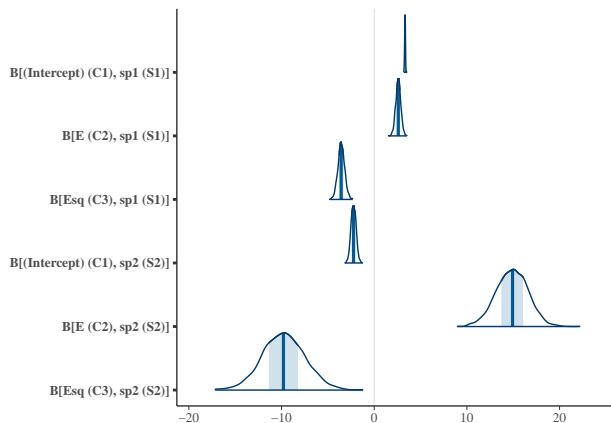 B[(Intercept) (C1), sp1 (S1)]
B[E (C2), sp1 (S1)]
B[Esq (C3), sp1 (S1)]
B[(Intercept) (C1), sp2 (S2)]
B[E (C2), sp2 (S2)]
B[Esq (C3), sp2 (S2)]
−20 −10 0 10 20